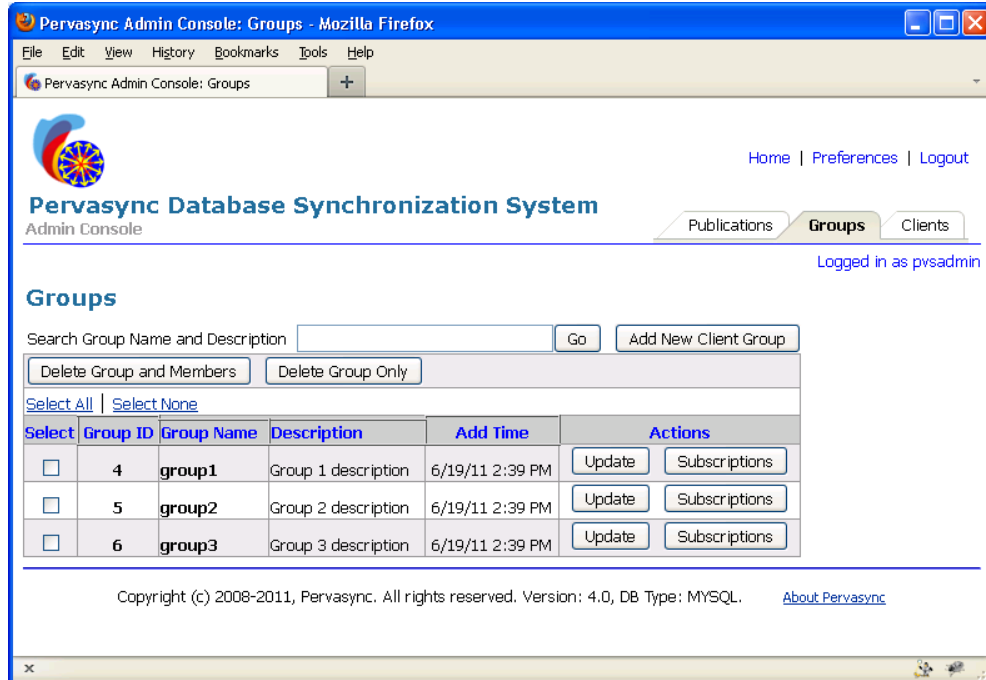 Pervasync Admin Console: Groups - Mozilla Firefox
File Edit View History Bookmarks Tools Help
Pervasync Admin Console: Groups +
Home | Preferences | Logout
Pervasync Database Synchronization System
Admin Console
Publications Groups Clients
Logged in as pvsadmin
Groups
Search Group Name and Description Go Add New Client Group
Delete Group and Members Delete Group Only
Select All | Select None
Select Group ID Group Name Description Add Time Actions
4 group1 Group 1 description 6/19/11 2:39 PM Update Subscriptions
5 group2 Group 2 description 6/19/11 2:39 PM Update Subscriptions
6 group3 Group 3 description 6/19/11 2:39 PM Update Subscriptions
Copyright (c) 2008-2011, Pervasync. All rights reserved. Version: 4.0, DB Type: MYSQL. About Pervasync
x